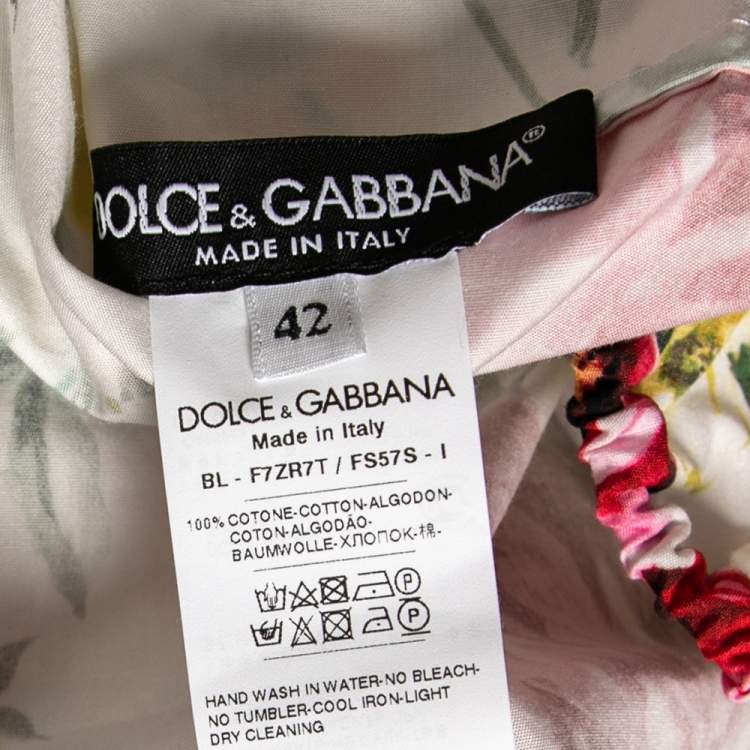 DOLCE & GABBANA
MADE IN ITALY
42
DOLCE & GABBANA
Made in Italy
BL - F7ZR7T / FS57S - I
100% COTONE-COTTON-ALGODON-
COTON-ALGODÃO-
BAUMWOLLE-ХЛОПОК-棉-
P
P
HAND WASH IN WATER-NO BLEACH-
NO TUMBLER-COOL IRON-LIGHT
DRY CLEANING